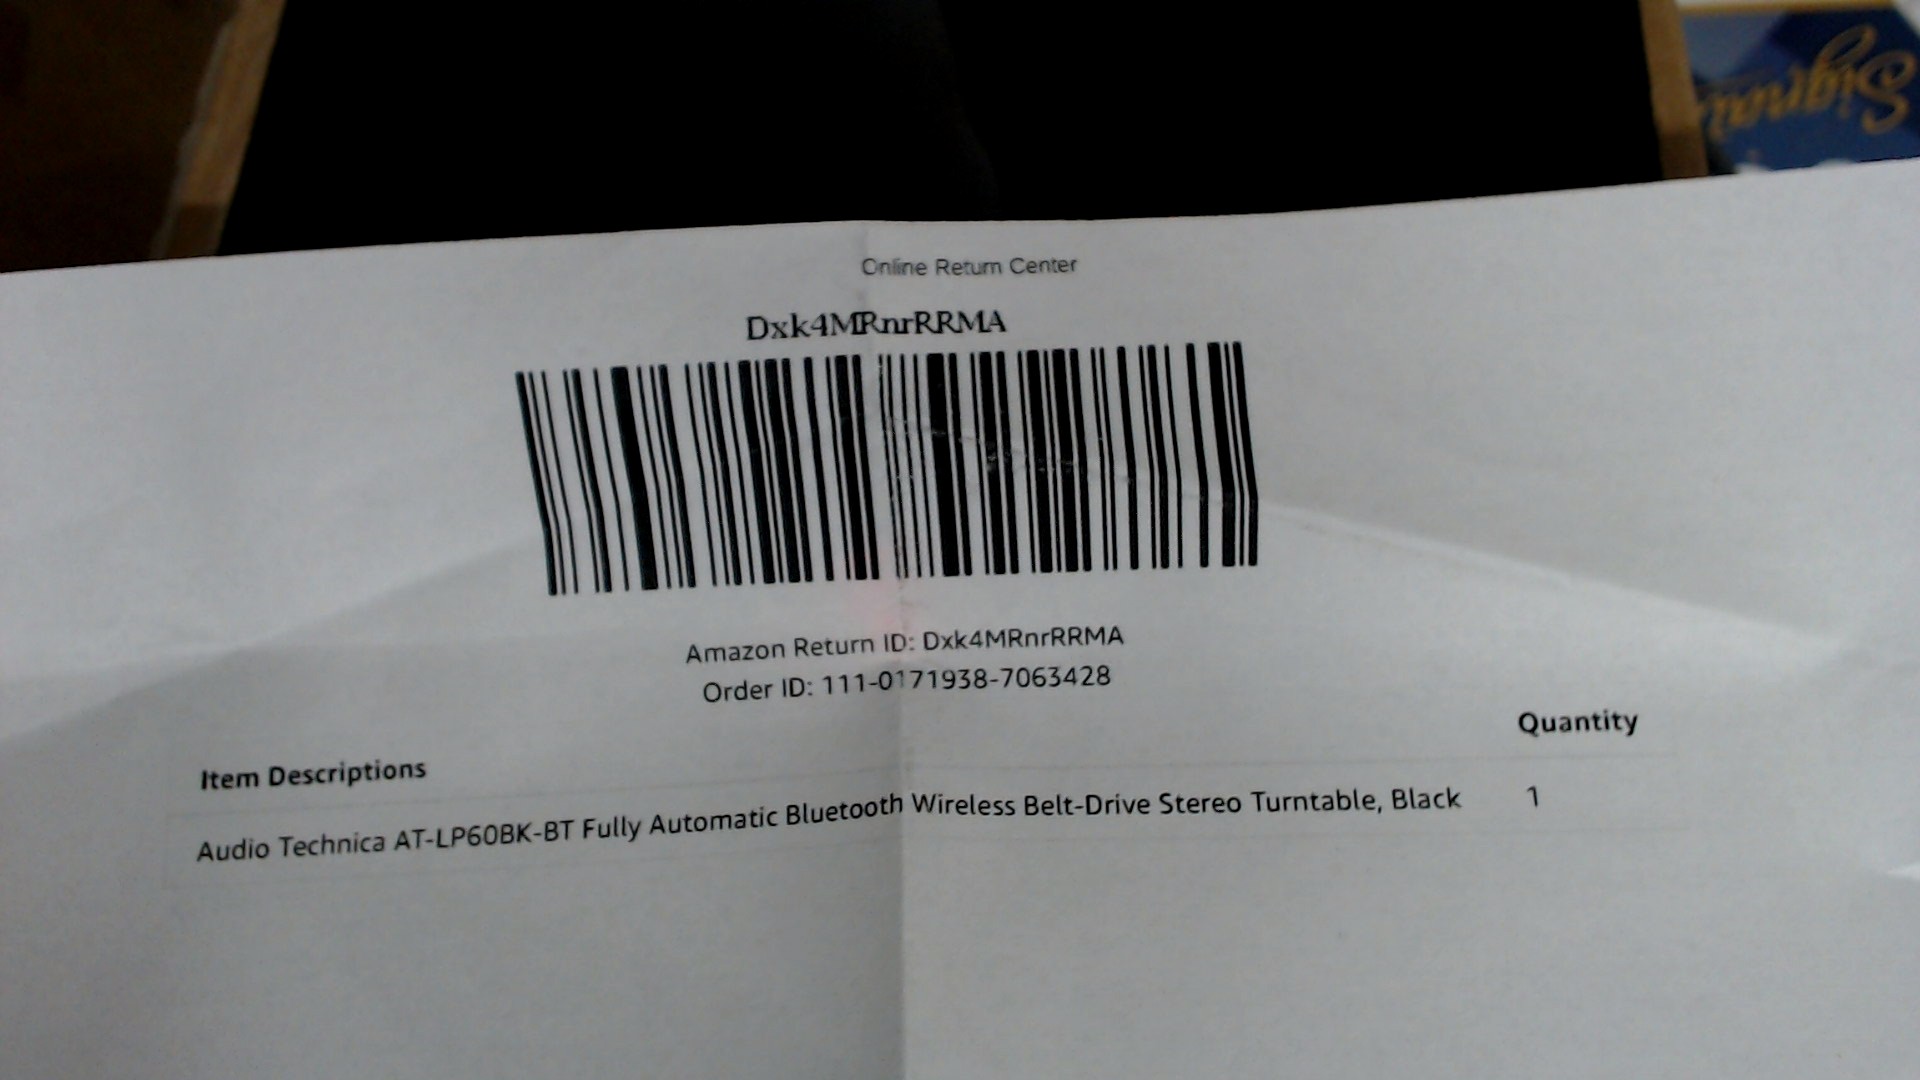 Online Return Center
Dxk4MRnrRRMA
Amazon Return ID: Dxk4MRnrRRMA
Order ID: 111-0171938-7063428
Item Descriptions Quantity
Audio Technica AT-LP60BK-BT Fully Automatic Bluetooth Wireless Belt-Drive Stereo Turntable, Black 1